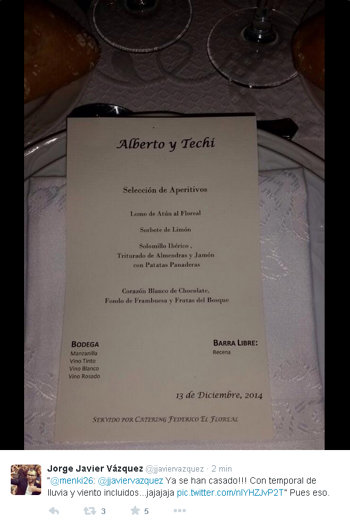 Alberto y Techi
Selección de Aperitivos
Lomo de Atún al Floreal
Sorbete de Limón
Solomillo Ibérico ,
Triturado de Almendras y Jamón
con Patatas Panaderas
Corazón Blanco de Chocolate,
Fondo de Frambuesa y Frutas del Bosque
BODEGA
Manzanilla
Vino Tinto
Vino Blanco
Vino Rosado
BARRA LIBRE:
Recena
13 de Diciembre, 2014
SERVIDO POR CATERING FEDERICO EL FLOREAL
Jorge Javier Vázquez @jjaviervazquez · 2 min
"@menki26: @jjaviervazquez Ya se han casado!!! Con temporal de
lluvia y viento incluidos...jajajaja pic.twitter.com/nlYHZJvP2T" Pues eso.
3
5